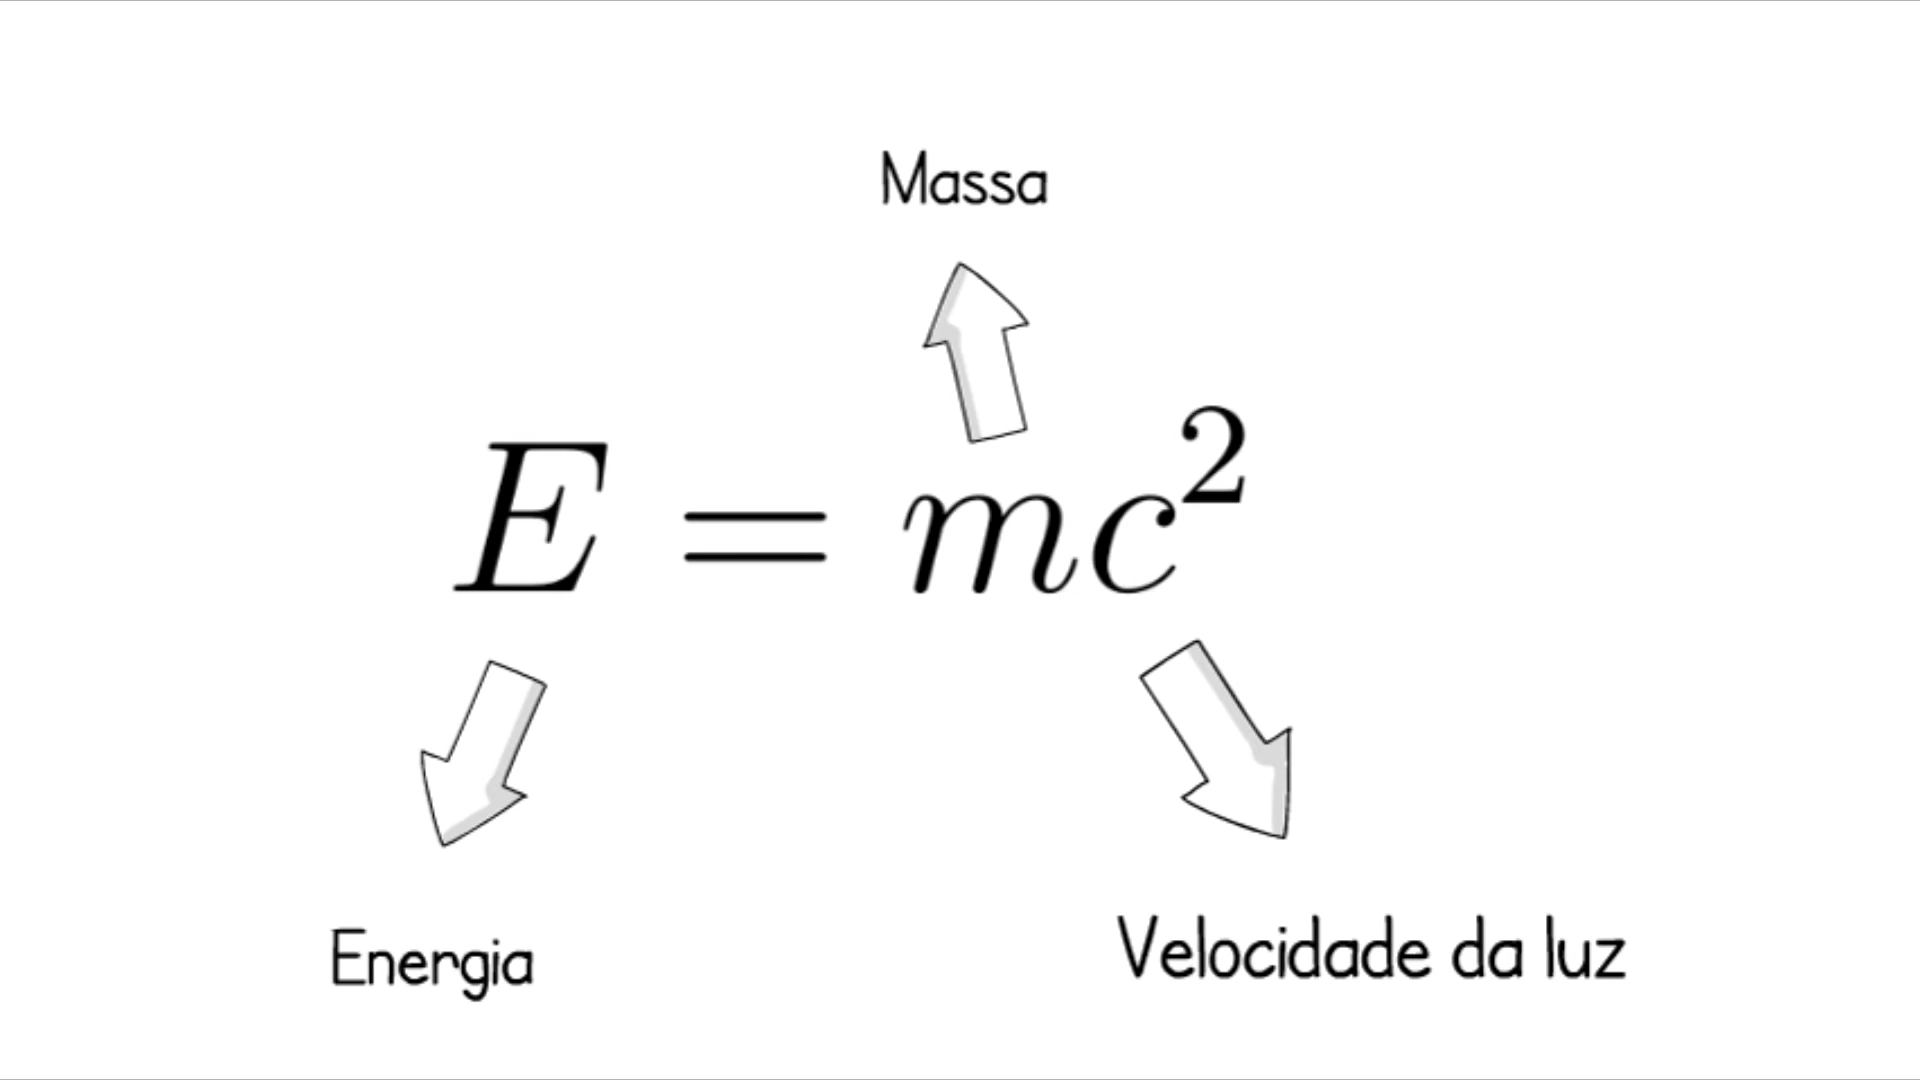 Massa
E = mc²
Energia
Velocidade da luz